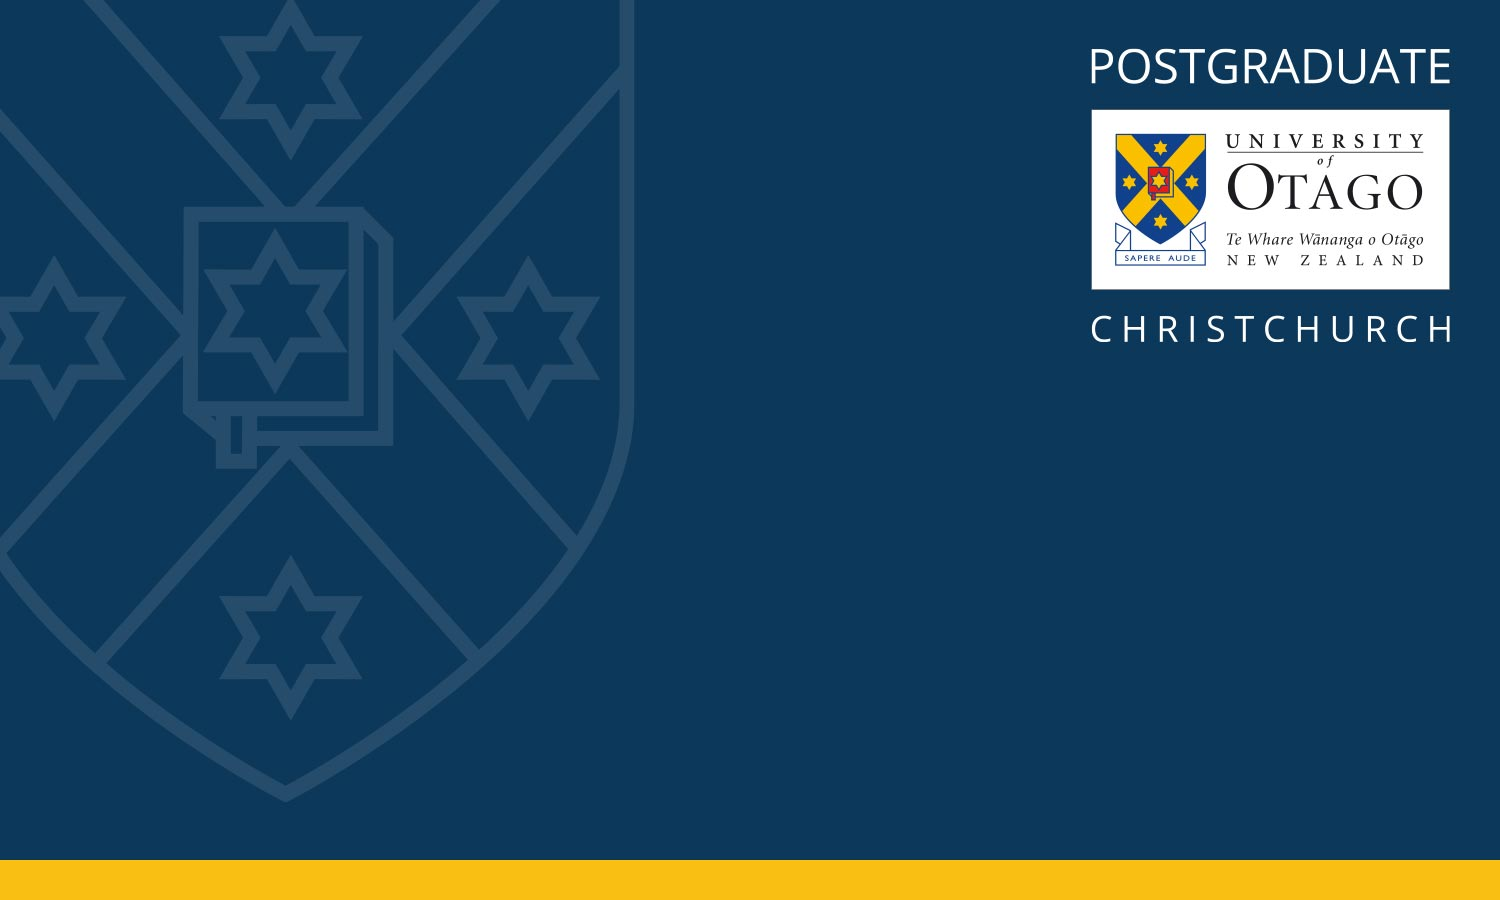 POSTGRADUATE
UNIVERSITY
of
OTAGO
Te Whare Wānanga o Otāgo
NEW ZEALAND
SAPERE AUDE
CHRISTCHURCH